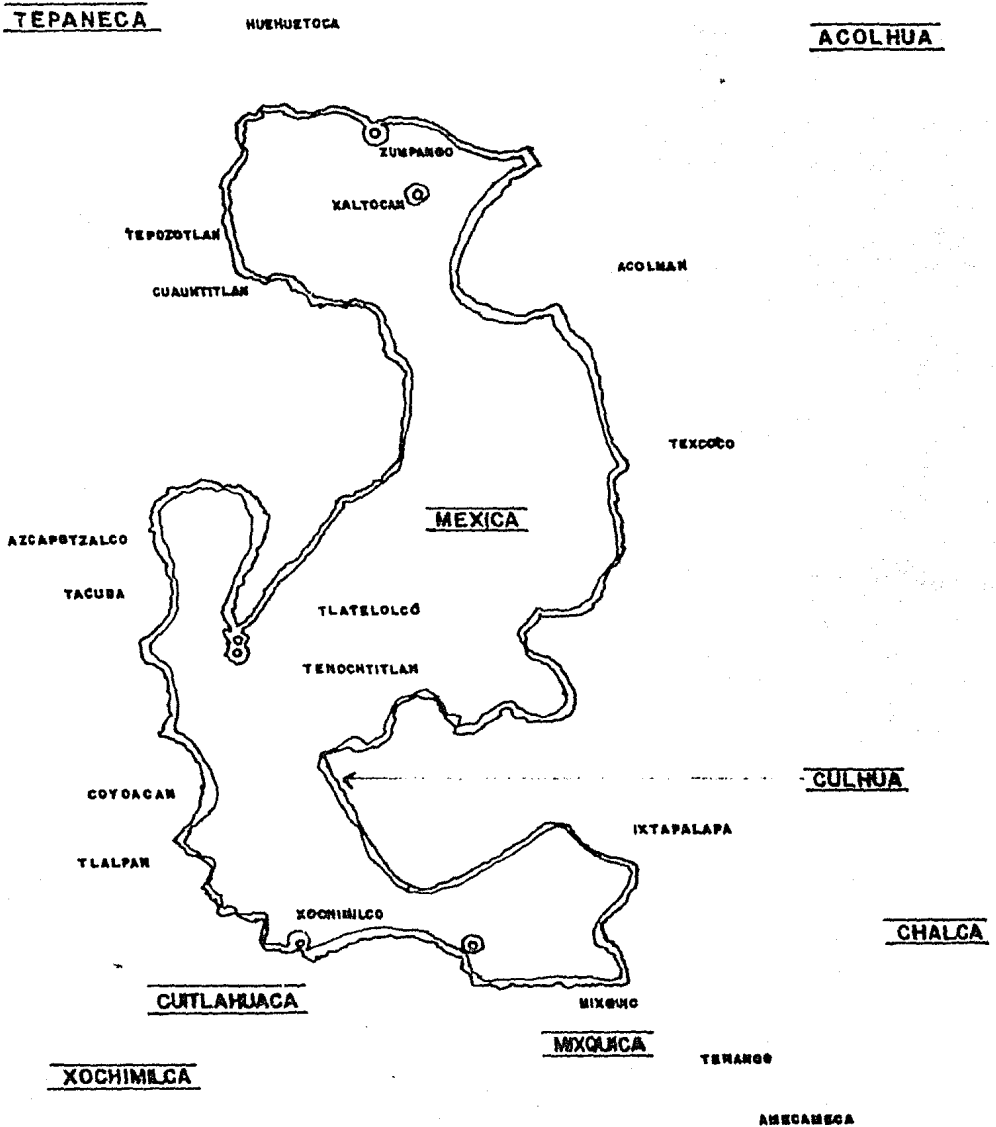 TEPANECA
HUEHUETOCA
ACOLHUA
ZUMPANGO
XALTOCAN
TEPOZOTLAN
ACOLMAN
CUAUHTITLAN
TEXCOCO
MEXICA
AZCAPOTZALCO
TACUBA
TLATELOLCO
TENOCHTITLAN
CULHUA
COYOACAN
IXTAPALAPA
TLALPAN
XOCHIMILCO
CHALCA
CUITLAHUACA
MIXQUIC
MIXQUICA
TEMANGO
XOCHIMILCA
AMECAMECA